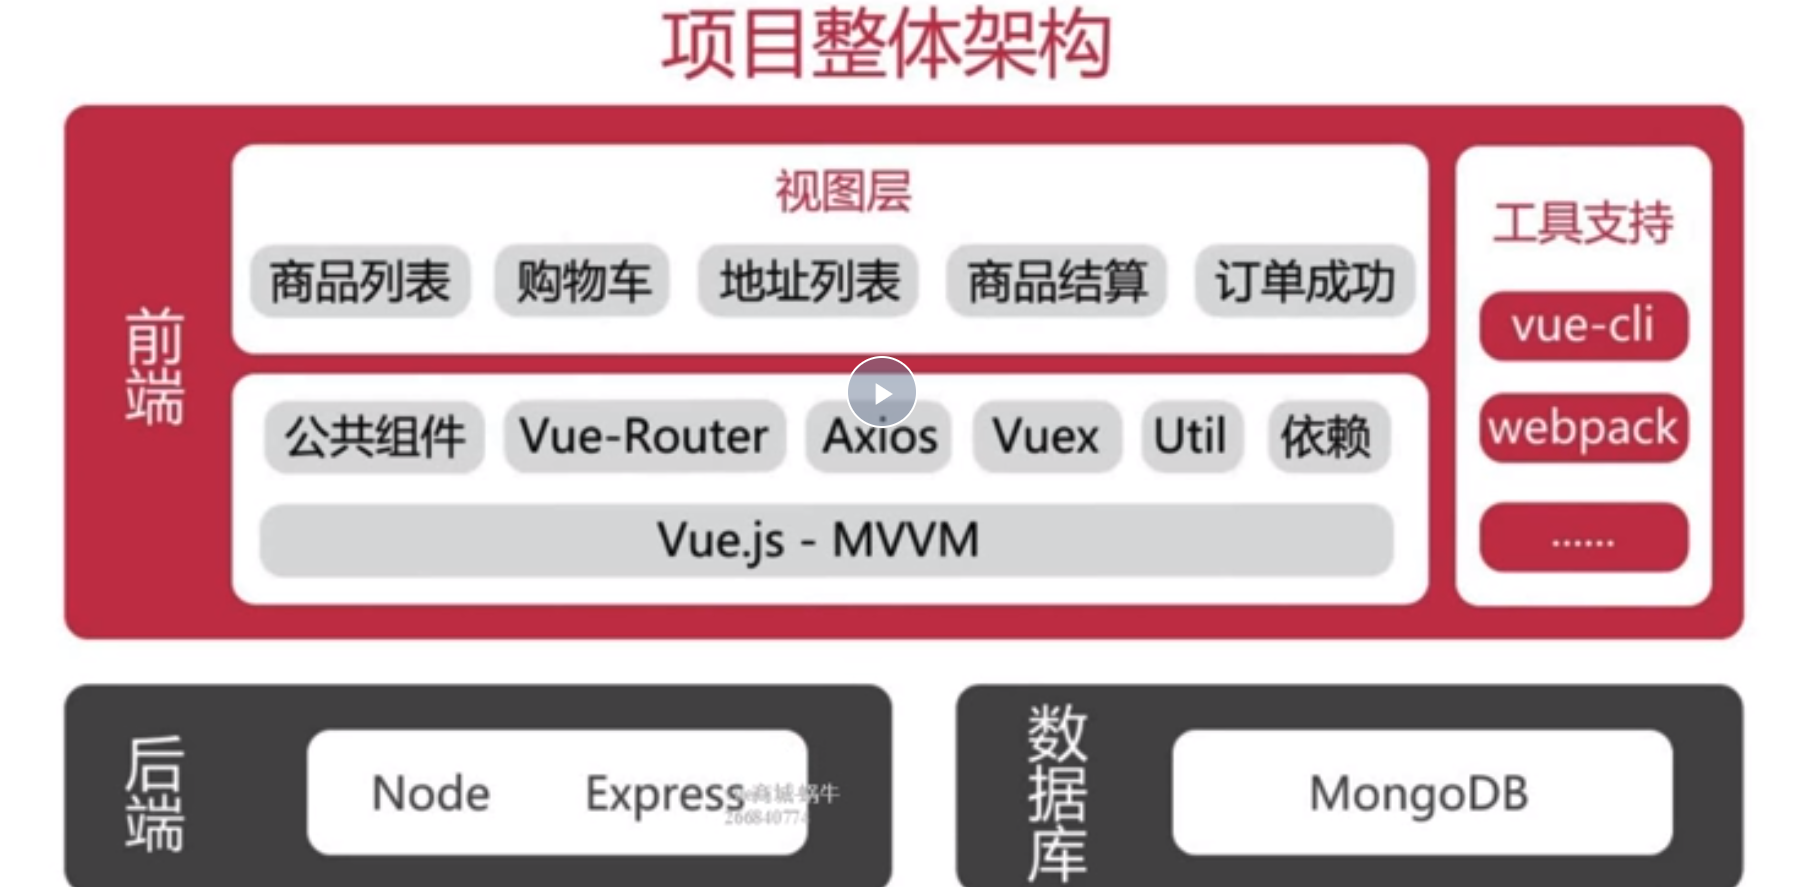 项目整体架构
前端
视图层
商品列表 购物车 地址列表 商品结算 订单成功
公共组件 Vue-Router Axios Vuex Util 依赖
Vue.js - MVVM
工具支持
vue-cli
webpack
......
后端
Node Express
商城-蜗牛
266840774
数据库
MongoDB